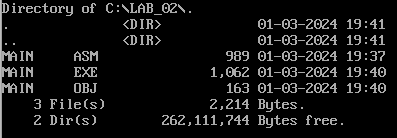 Directory of C:\LAB_02\.
.              <DIR>            01-03-2024 19:41
..             <DIR>            01-03-2024 19:41
MAIN     ASM                989 01-03-2024 19:37
MAIN     EXE              1,062 01-03-2024 19:40
MAIN     OBJ                163 01-03-2024 19:40
    3 File(s)             2,214 Bytes.
    2 Dir(s)      262,111,744 Bytes free.